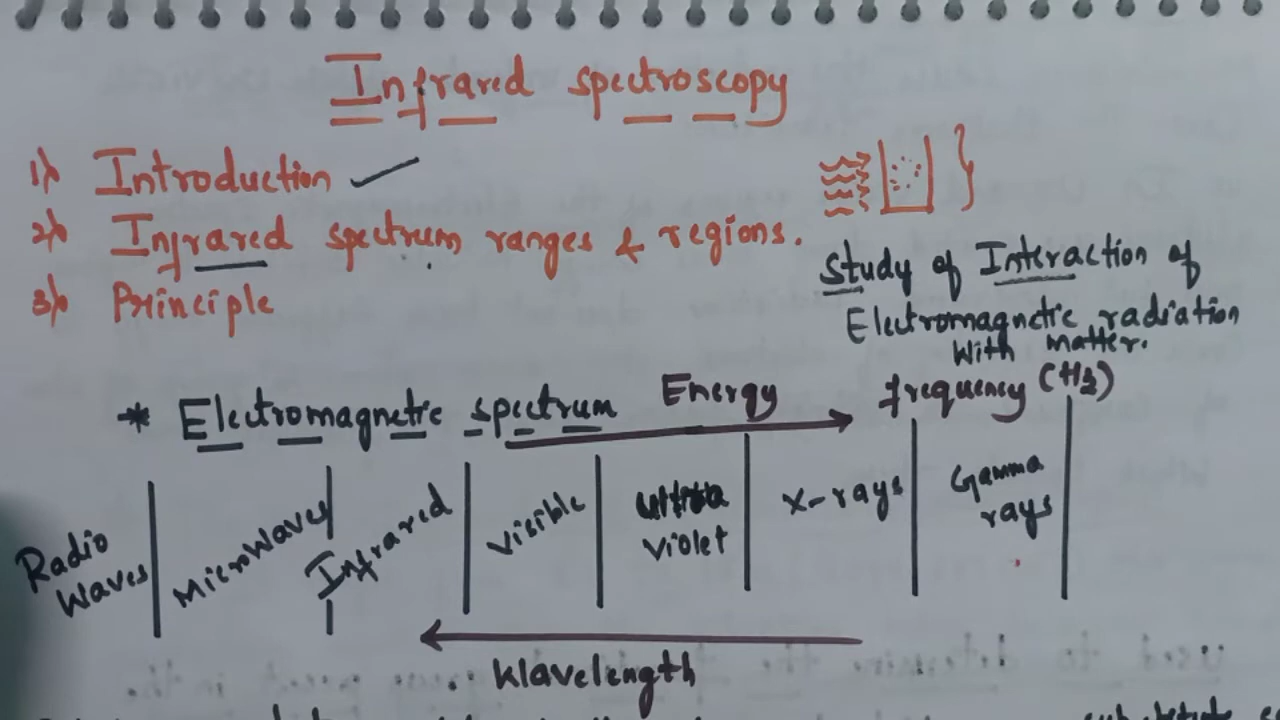 Infrared spectroscopy
1) Introduction ✓
2) Infrared spectrum ranges & regions.
3) Principle
Study of Interaction of
Electromagnetic radiation
With matter.
* Electromagnetic spectrum
Energy
frequency (Hz)
Radio
Waves
MicroWaves
Infrared
Visible
ultra
Violet
X-rays
Gamma
rays
Wavelength